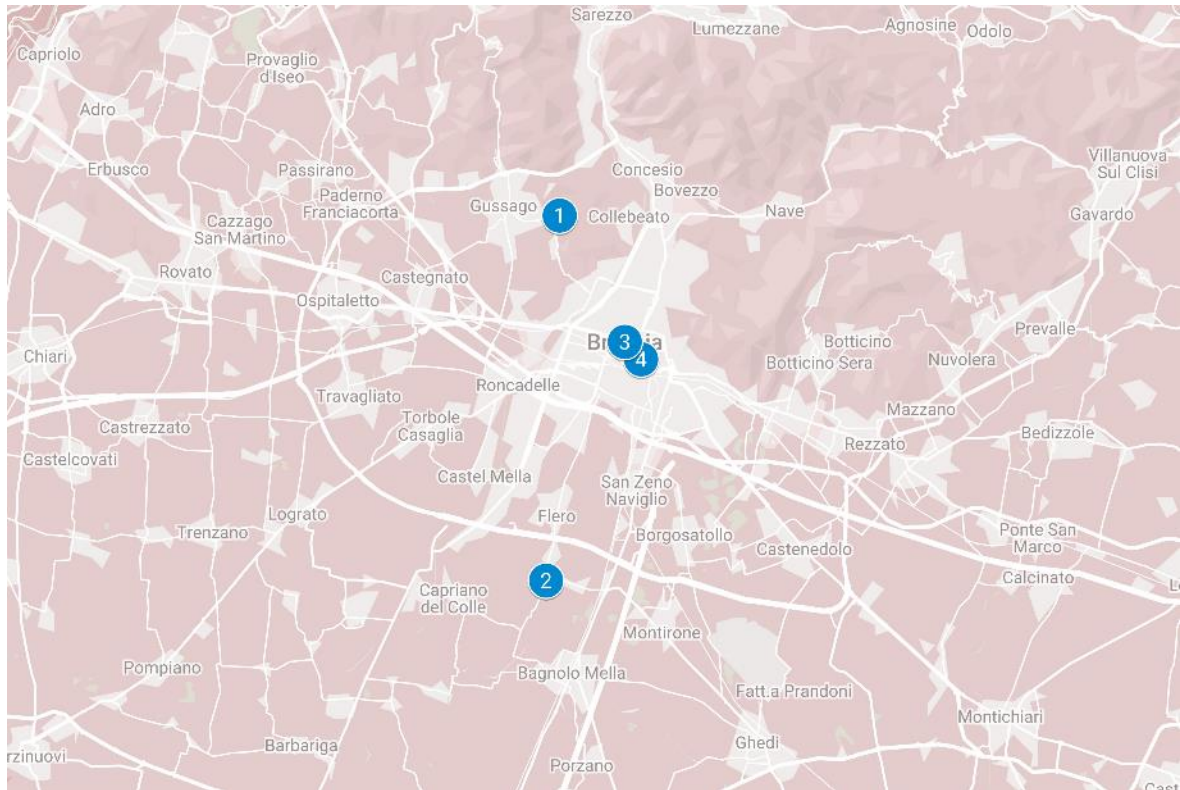 Sarezzo
Lumezzane
Agnosine
Odolo
Capriolo
Provaglio
d'Iseo
Adro
Erbusco
Passirano
Concesio
Bovezzo
Villanuova
Sul Clisi
Paderno
Franciacorta
Gussago
1
Collebeato
Nave
Gavardo
Cazzago
San Martino
Rovato
Castegnato
Ospitaletto
Prevalle
3
4
Botticino
Botticino Sera
Nuvolera
Chiari
Roncadelle
Travagliato
Torbole
Casaglia
Mazzano
Castrezzato
Rezzato
Bedizzole
Castelcovati
Castel Mella
San Zeno
Naviglio
Flero
Lograto
Trenzano
Borgosatollo
Castenedolo
Ponte San
Marco
Calcinato
2
Capriano
del Colle
Montirone
Pompiano
Bagnolo Mella
Fatt.a Prandoni
Montichiari
Barbariga
Ghedi
rzinuovi
Porzano